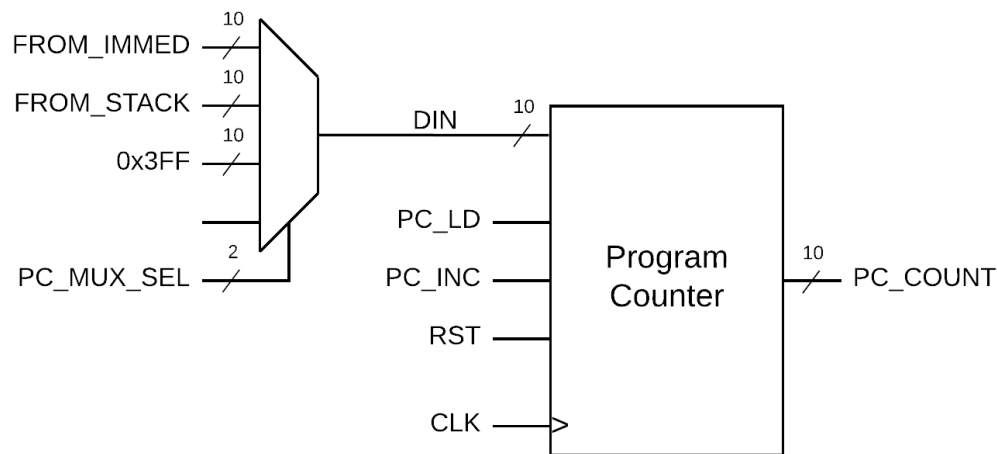 10
FROM_IMMED
10
FROM_STACK
10
0x3FF
2
PC_MUX_SEL
DIN
10
PC_LD
PC_INC
RST
CLK
Program
Counter
10
PC_COUNT